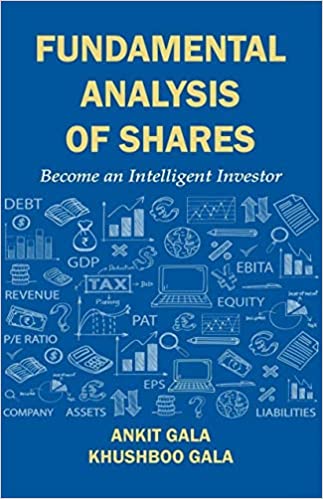 FUNDAMENTAL
ANALYSIS
OF SHARES
Become an Intelligent Investor
DEBT
GDP
EBITA
TAX
Planning
REVENUE
EQUITY
PAT
P/E RATIO
EPS
COMPANY
ASSETS
LIABILITIES
ANKIT GALA
KHUSHBOO GALA